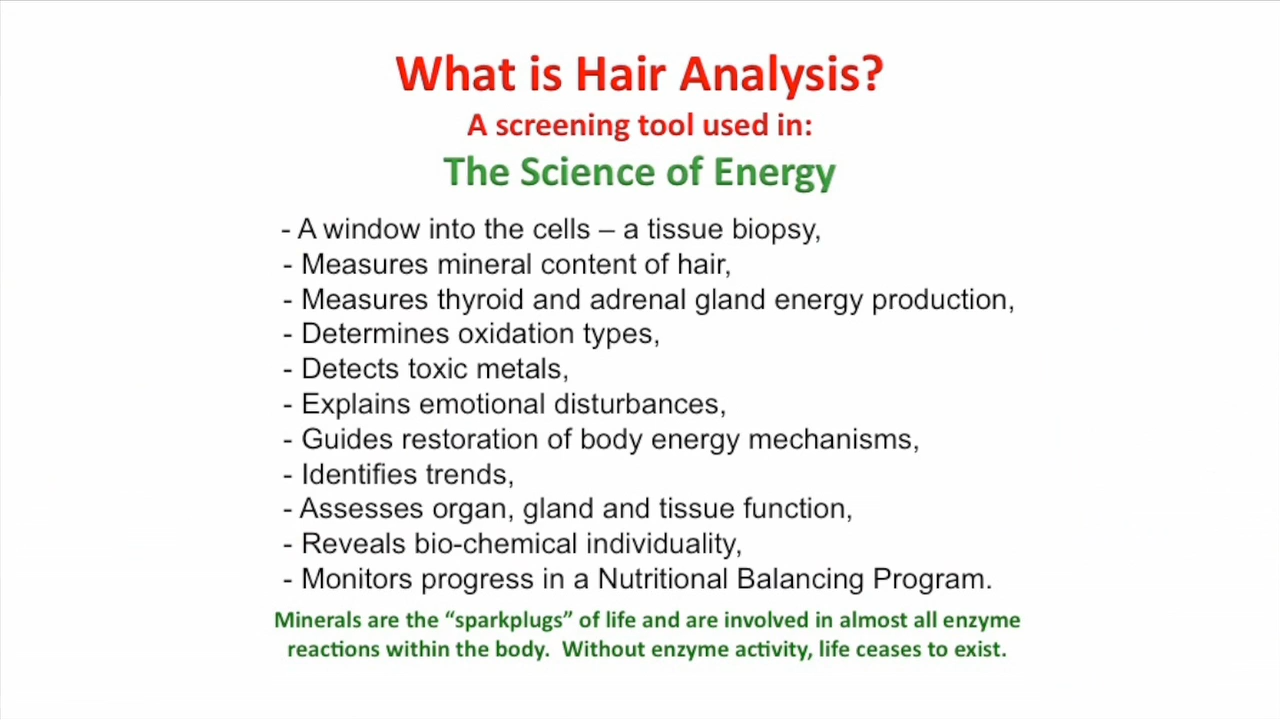 What is Hair Analysis?
A screening tool used in:
The Science of Energy
- A window into the cells – a tissue biopsy,
- Measures mineral content of hair,
- Measures thyroid and adrenal gland energy production,
- Determines oxidation types,
- Detects toxic metals,
- Explains emotional disturbances,
- Guides restoration of body energy mechanisms,
- Identifies trends,
- Assesses organ, gland and tissue function,
- Reveals bio-chemical individuality,
- Monitors progress in a Nutritional Balancing Program.
Minerals are the “sparkplugs” of life and are involved in almost all enzyme
reactions within the body.  Without enzyme activity, life ceases to exist.